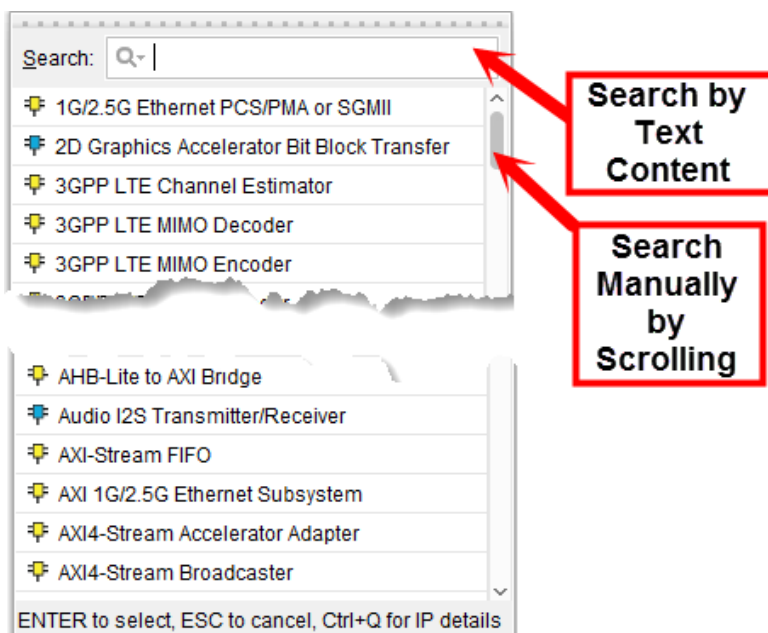 Search:
1G/2.5G Ethernet PCS/PMA or SGMII
2D Graphics Accelerator Bit Block Transfer
3GPP LTE Channel Estimator
3GPP LTE MIMO Decoder
3GPP LTE MIMO Encoder
AHB-Lite to AXI Bridge
Audio I2S Transmitter/Receiver
AXI-Stream FIFO
AXI 1G/2.5G Ethernet Subsystem
AXI4-Stream Accelerator Adapter
AXI4-Stream Broadcaster
ENTER to select, ESC to cancel, Ctrl+Q for IP details
Search by
Text
Content
Search
Manually
by
Scrolling